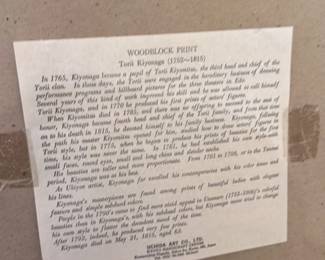 WOODBLOCK PRINT
Torii Kiyonaga (1752~1815)
In 1765, Kiyonaga became a pupil of Torii Kiyomitsu, the third head and chief of the
Torii clan. In those days, the Torii were engaged in the hereditary business of drawing
performance programs and billboard pictures for the three theaters in Edo
Several years of this kind of work improved his skill and he was allowed to call himself
Torii Kiyonaga, and in 1770 he produced his first prints of actors' figures.
When Kiyomitsu died in 1785, and there was no offspring to succeed to the seat of
honour, Kiyonaga became fourth head and chief of the Torii family, and from that time
on to his death in 1815, he devoted loyally to his family business. Kiyonaga, following
the path his master Kiyomitsu opened for him, studied how to draw actors' figures in
Torii style, but in 1775, when he began to produce his prints of beauties for the first
time, his style was never the same. In 1781, he had established his own style with
small faces, round eyes, small and long chins and slender necks.
His beauties are taller and more proportionate. From 1781 to 1788, or to the Tenmei
Period, Kiyonaga was at his best.
As Ukiyoe artist, Kiyonaga far excelled his contemporaries with his color tones and
his lines.
Kiyonaga's masterpieces are found among prints of beautiful ladies with elegant
features and simple subdued colors.
People in the 1790's came to find more vivid appeal in Utamaro's (1753-1806)'s colorful
beauties than in Kiyonaga's, with his subdued colors, but Kiyonaga never tried to change
his own style to flatter the decadent mood of the time.
After 1792, indeed, he produced very few prints.
Kiyonaga died on May 21, 1815, aged 63.
UCHIDA ART CO., LTD.